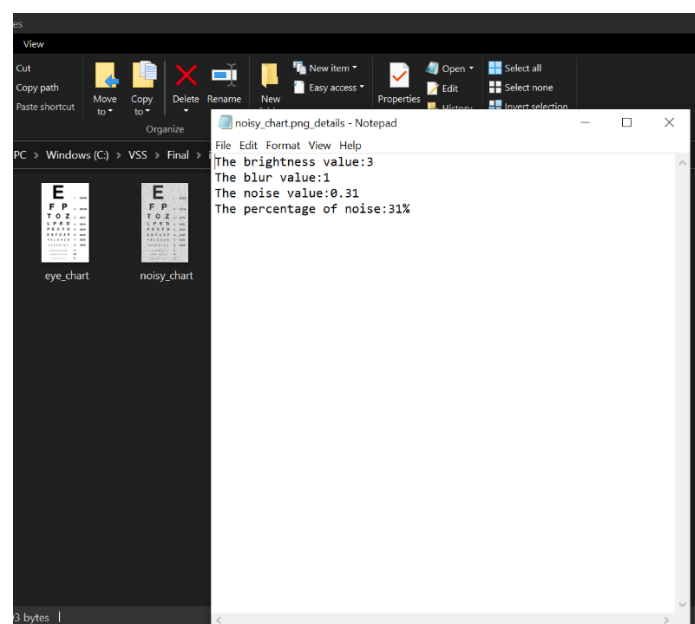 es
View
Cut
Copy path
Paste shortcut
Move to
Copy to
Delete
Rename
New
New item
Easy access
Properties
Open
Edit
History
Select all
Select none
Invert selection
Organize
PC > Windows (C:) > VSS > Final >
noisy_chart.png_details - Notepad
File Edit Format View Help
The brightness value:3
The blur value:1
The noise value:0.31
The percentage of noise:31%
E
F P
T O Z
L P E D
E
F P
T O Z
L P E D
eye_chart
noisy_chart
3 bytes